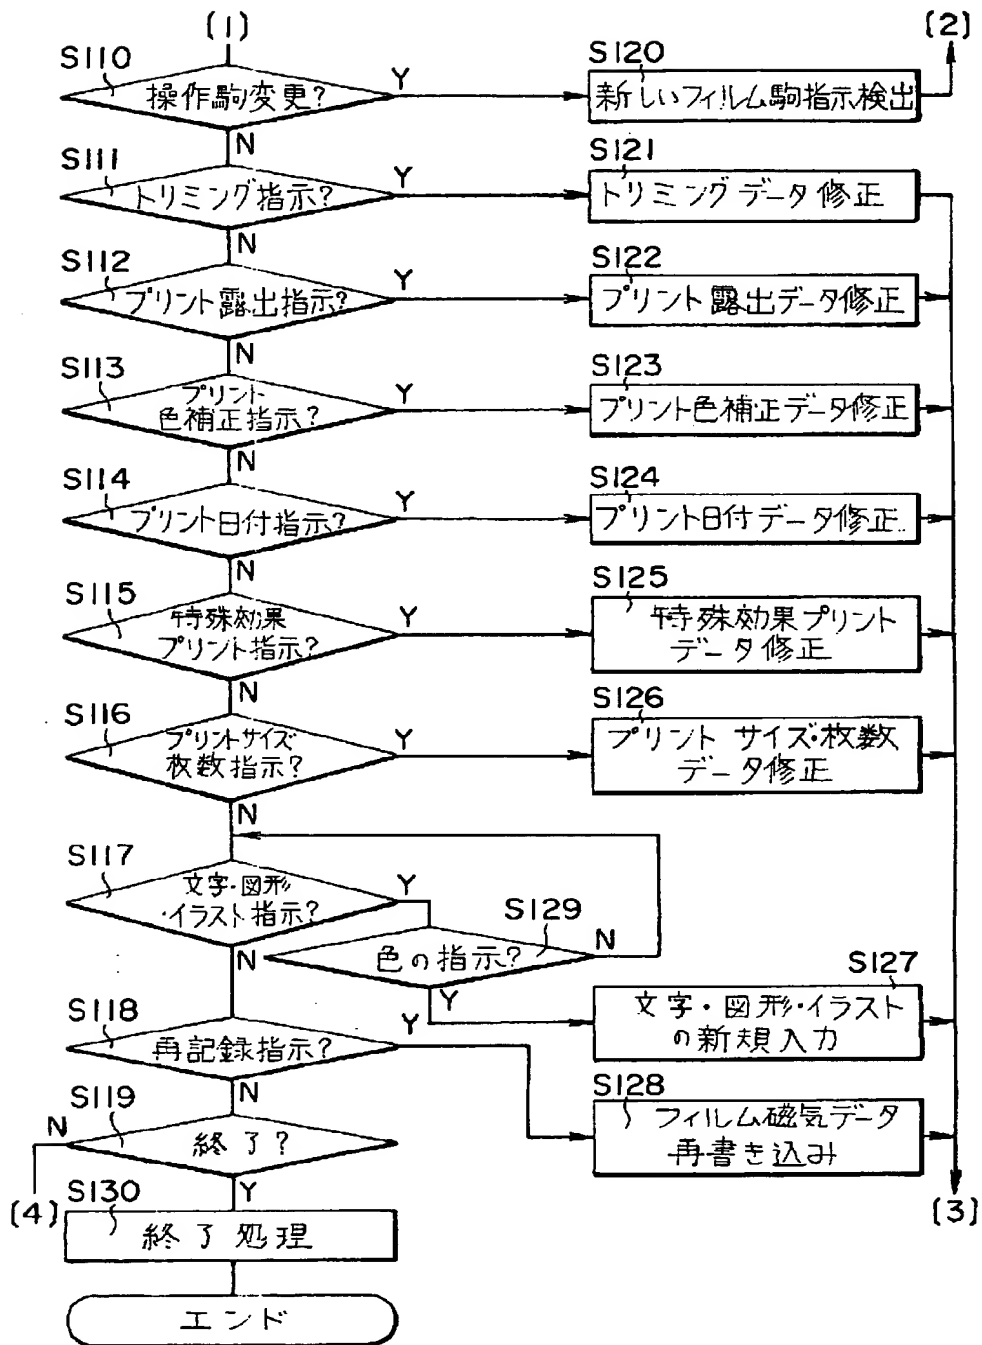 (1)
(2)
S110
操作駒変更?
Y
N
S120
新しいフィルム駒指示検出
S111
トリミング指示?
Y
N
S121
トリミングデータ修正
S112
プリント露出指示?
Y
N
S122
プリント露出データ修正
S113
プリント
色補正指示?
Y
N
S123
プリント色補正データ修正
S114
プリント日付指示?
Y
N
S124
プリント日付データ修正
S115
特殊効果
プリント指示?
Y
N
S125
特殊効果プリント
データ修正
S116
プリントサイズ
枚数指示?
Y
N
S126
プリント サイズ・枚数
データ修正
S117
文字・図形
・イラスト指示?
Y
N
S129
色の指示?
N
Y
S127
文字・図形・イラスト
の新規入力
S118
再記録指示?
Y
N
S128
フィルム磁気データ
再書き込み
S119
終了?
N
Y
(4)
(3)
S130
終了処理
エンド